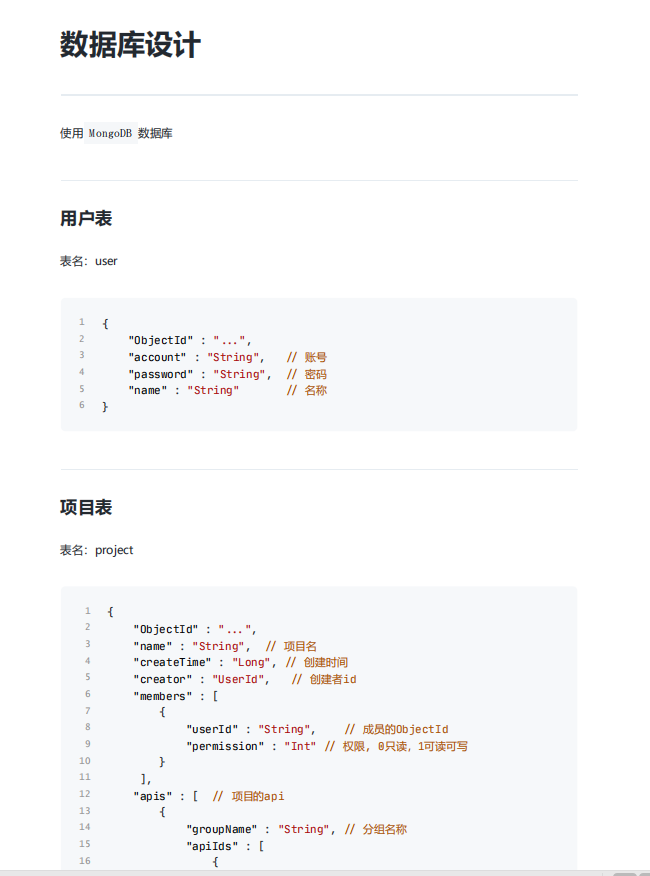 数据库设计
使用 MongoDB 数据库
用户表
表名：user
1 {
2 "ObjectId" : "...",
3 "account" : "String", // 账号
4 "password" : "String", // 密码
5 "name" : "String" // 名称
6 }
项目表
表名：project
1 {
2 "ObjectId" : "...",
3 "name" : "String", // 项目名
4 "createTime" : "Long", // 创建时间
5 "creator" : "UserId", // 创建者id
6 "members" : [
7 {
8 "userId" : "String", // 成员的ObjectId
9 "permission" : "Int" // 权限, 0只读, 1可读可写
10 }
11 ],
12 "apis" : [ // 项目的api
13 {
14 "groupName" : "String", // 分组名称
15 "apiIds" : [
16 {